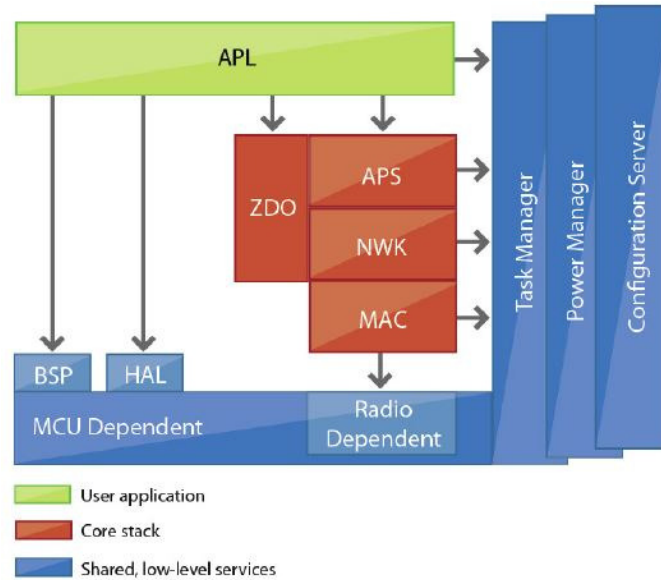 APL
ZDO
APS
NWK
MAC
BSP
HAL
MCU Dependent
Radio
Dependent
Task Manager
Power Manager
Configuration Server
User application
Core stack
Shared, low-level services